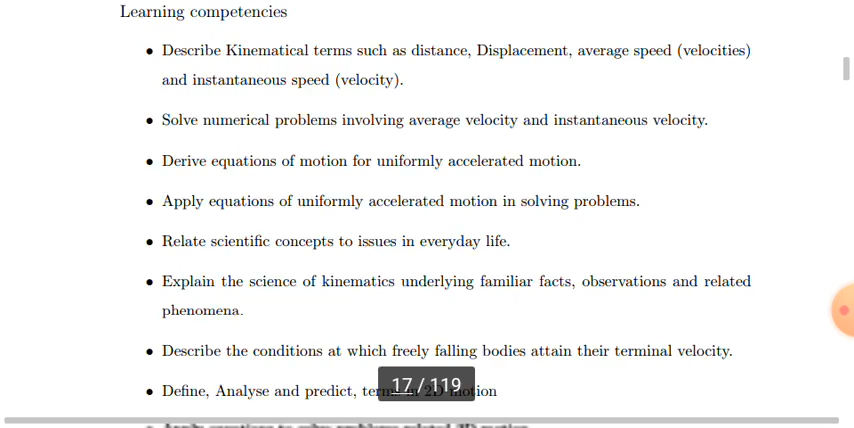 Learning competencies
• Describe Kinematical terms such as distance, Displacement, average speed (velocities)
and instantaneous speed (velocity).
• Solve numerical problems involving average velocity and instantaneous velocity.
• Derive equations of motion for uniformly accelerated motion.
• Apply equations of uniformly accelerated motion in solving problems.
• Relate scientific concepts to issues in everyday life.
• Explain the science of kinematics underlying familiar facts, observations and related
phenomena.
• Describe the conditions at which freely falling bodies attain their terminal velocity.
• Define, Analyse and predict, terms in 2D motion
17 / 119